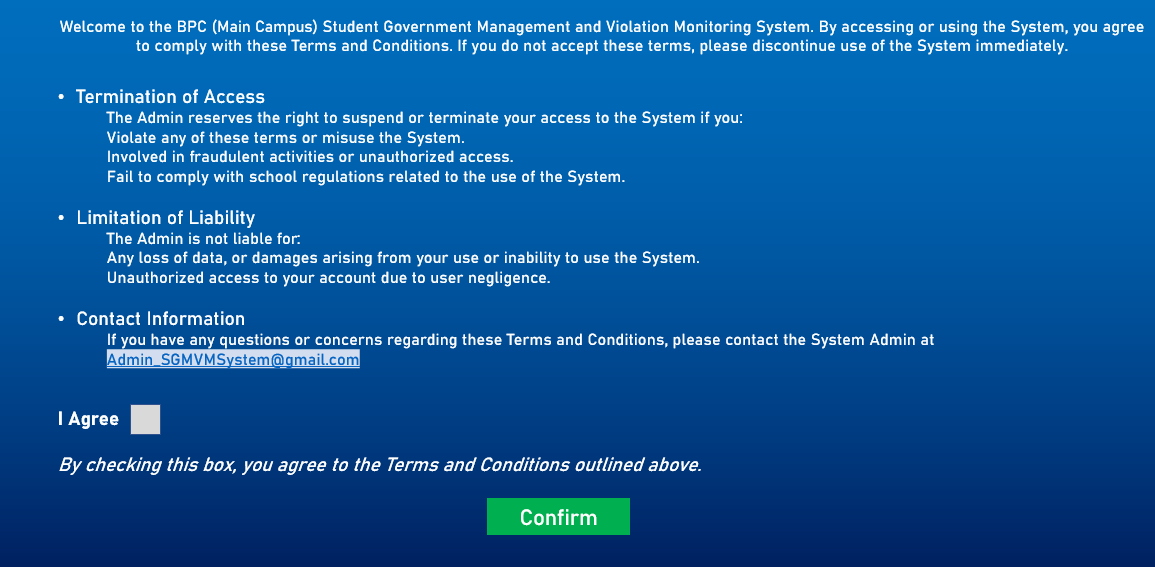 Welcome to the BPC (Main Campus) Student Government Management and Violation Monitoring System. By accessing or using the System, you agree
to comply with these Terms and Conditions. If you do not accept these terms, please discontinue use of the System immediately.
• Termination of Access
The Admin reserves the right to suspend or terminate your access to the System if you:
Violate any of these terms or misuse the System.
Involved in fraudulent activities or unauthorized access.
Fail to comply with school regulations related to the use of the System.
• Limitation of Liability
The Admin is not liable for:
Any loss of data, or damages arising from your use or inability to use the System.
Unauthorized access to your account due to user negligence.
• Contact Information
If you have any questions or concerns regarding these Terms and Conditions, please contact the System Admin at
Admin_SGMVMSystem@gmail.com
I Agree
By checking this box, you agree to the Terms and Conditions outlined above.
Confirm